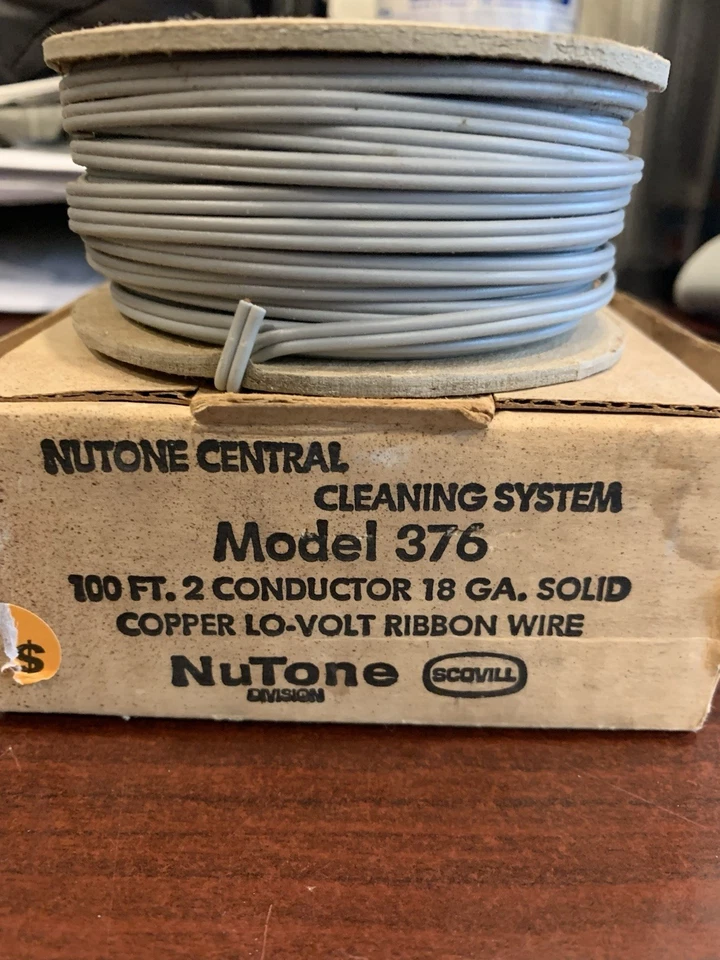 NUTONE CENTRAL
CLEANING SYSTEM
Model 376
100 FT. 2 CONDUCTOR 18 GA. SOLID
COPPER LO-VOLT RIBBON WIRE
NuTone SCOVILL
DIVISION
$